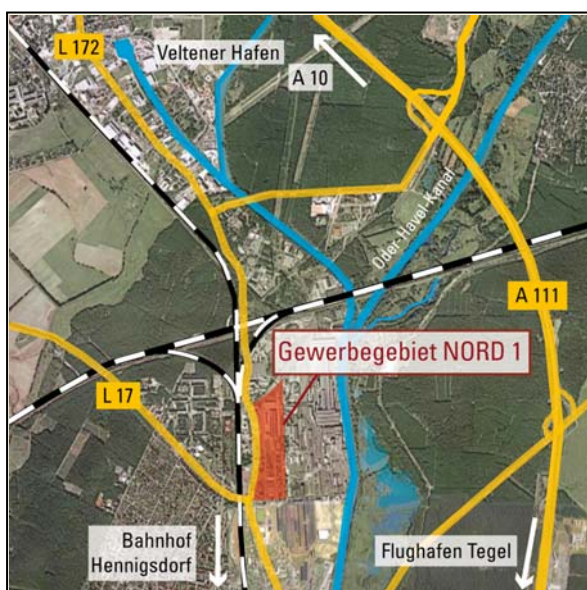 L 172
Veltener Hafen
A 10
Oder-Havel-Kanal
A 111
Gewerbegebiet NORD 1
L 17
Bahnhof
Hennigsdorf
Flughafen Tegel